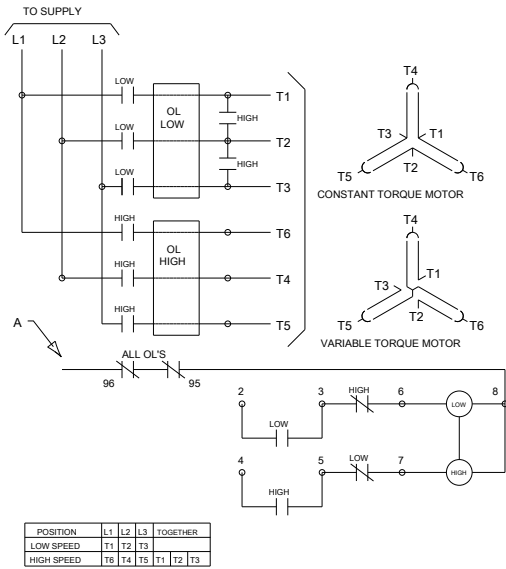 TO SUPPLY
L1 L2 L3
LOW
T1
OL
LOW
HIGH
LOW
T2
HIGH
LOW
T3
HIGH
T6
OL
HIGH
HIGH
T4
HIGH
T5
T4
T3 T1
T2
T5 T6
CONSTANT TORQUE MOTOR
T4
T1
T3
T2
T5 T6
VARIABLE TORQUE MOTOR
A
ALL OL'S
96 95
2 3 HIGH 6 LOW 8
LOW
4 5 LOW 7 HIGH
HIGH
POSITION L1 L2 L3 TOGETHER
LOW SPEED T1 T2 T3
HIGH SPEED T6 T4 T5 T1 T2 T3